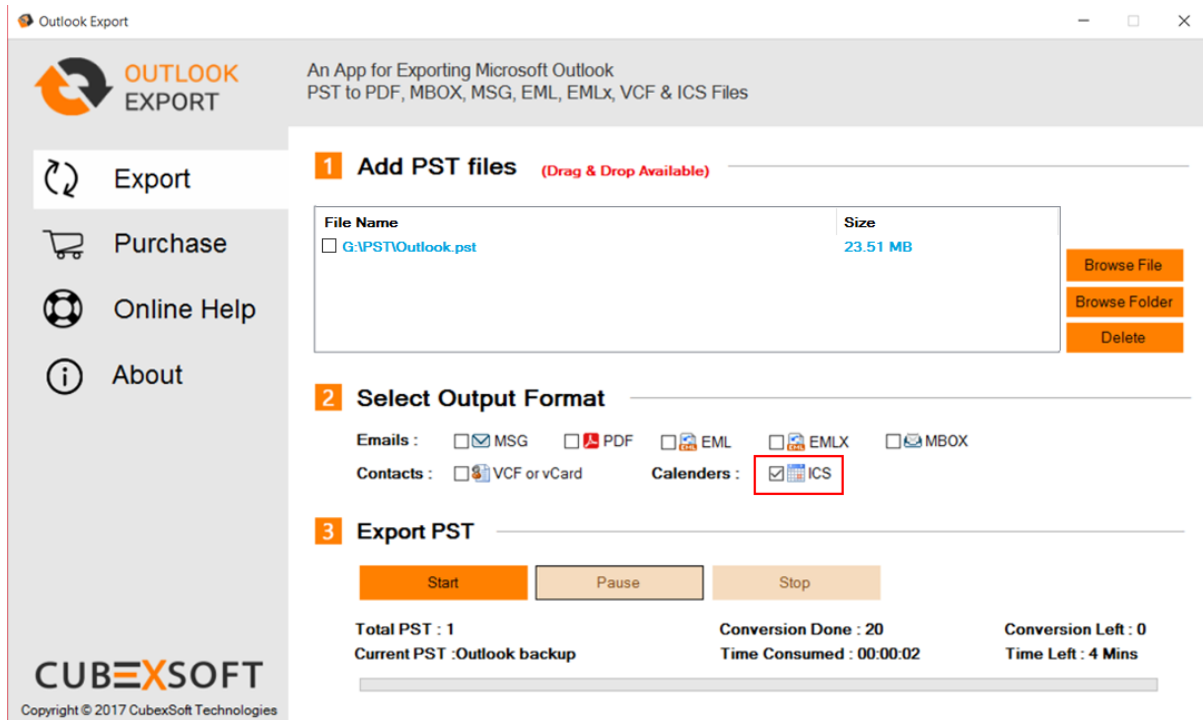 Outlook Export
OUTLOOK
EXPORT
An App for Exporting Microsoft Outlook
PST to PDF, MBOX, MSG, EML, EMLx, VCF & ICS Files
Export
Purchase
Online Help
About
1 Add PST files (Drag & Drop Available)
File Name Size
G:\PST\Outlook.pst 23.51 MB
Browse File
Browse Folder
Delete
2 Select Output Format
Emails : MSG PDF EML EMLX MBOX
Contacts : VCF or vCard Calenders : ICS
3 Export PST
Start Pause Stop
Total PST : 1 Conversion Done : 20 Conversion Left : 0
Current PST :Outlook backup Time Consumed : 00:00:02 Time Left : 4 Mins
CUBEXSOFT
Copyright © 2017 CubexSoft Technologies